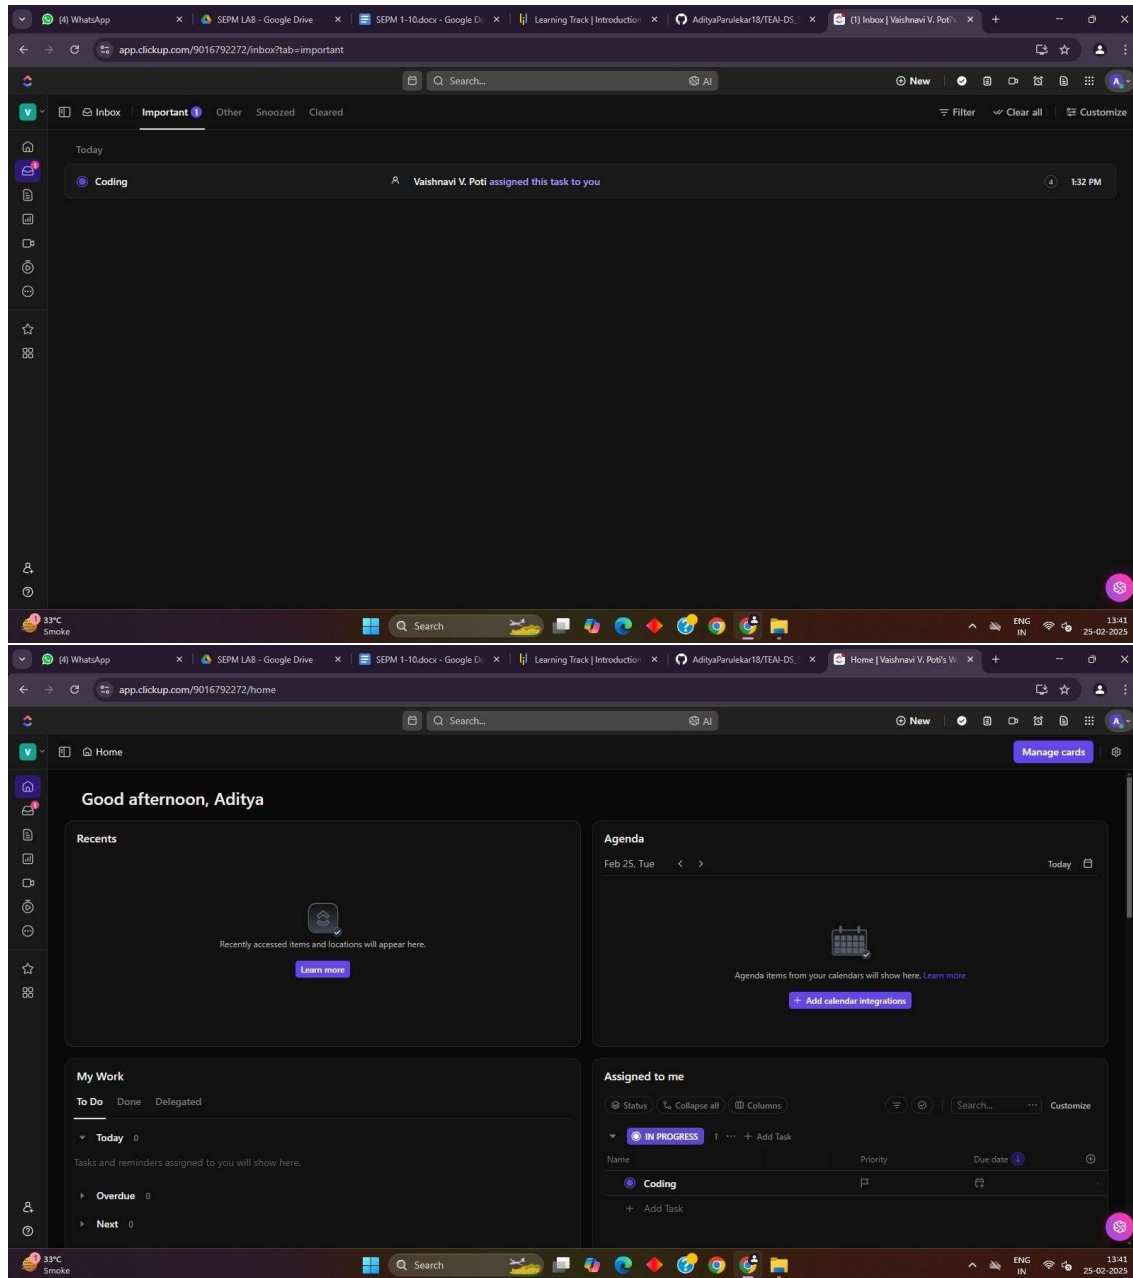 (4) WhatsApp SEPM LAB - Google Drive SEPM 1-10.docx - Google D Learning Track | Introduction AdityaParulekar18/TEAI-DS_ (1) Inbox | Vaishnavi V. Poti's
app.clickup.com/9016792272/inbox?tab=important
Search... AI New
V Inbox Important 1 Other Snoozed Cleared Filter Clear all Customize
Today
Coding Vaishnavi V. Poti assigned this task to you 4 1:32 PM
33°C
Smoke
Search
ENG
IN
13:41
25-02-2025
(4) WhatsApp SEPM LAB - Google Drive SEPM 1-10.docx - Google D Learning Track | Introduction AdityaParulekar18/TEAI-DS_ Home | Vaishnavi V. Poti's W
app.clickup.com/9016792272/home
Search... AI New
V Home Manage cards
Good afternoon, Aditya
Recents
Recently accessed items and locations will appear here.
Learn more
Agenda
Feb 25, Tue Today
Agenda items from your calendars will show here. Learn more
+ Add calendar integrations
My Work
To Do Done Delegated
Today 0
Tasks and reminders assigned to you will show here.
Overdue 0
Next 0
Assigned to me
Status Collapse all Columns Search... Customize
IN PROGRESS 1 ... + Add Task
Name Priority Due date
Coding
+ Add Task
33°C
Smoke
Search
ENG
IN
13:41
25-02-2025